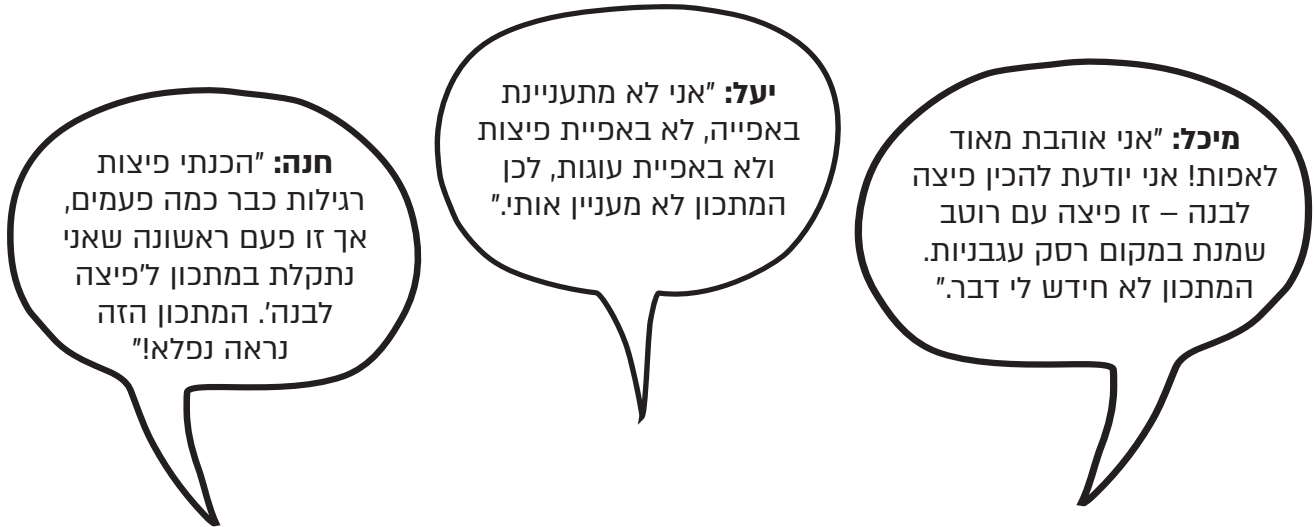 מיכל: "אני אוהבת מאוד
לאפות! אני יודעת להכין פיצה
לבנה – זו פיצה עם רוטב
שמנת במקום רסק עגבניות.
המתכון לא חידש לי דבר."
יעל: "אני לא מתעניינת
באפייה, לא באפיית פיצות
ולא באפיית עוגות, לכן
המתכון לא מעניין אותי."
חנה: "הכנתי פיצות
רגילות כבר כמה פעמים,
אך זו פעם ראשונה שאני
נתקלת במתכון ל'פיצה
לבנה'. המתכון הזה
נראה נפלא!"